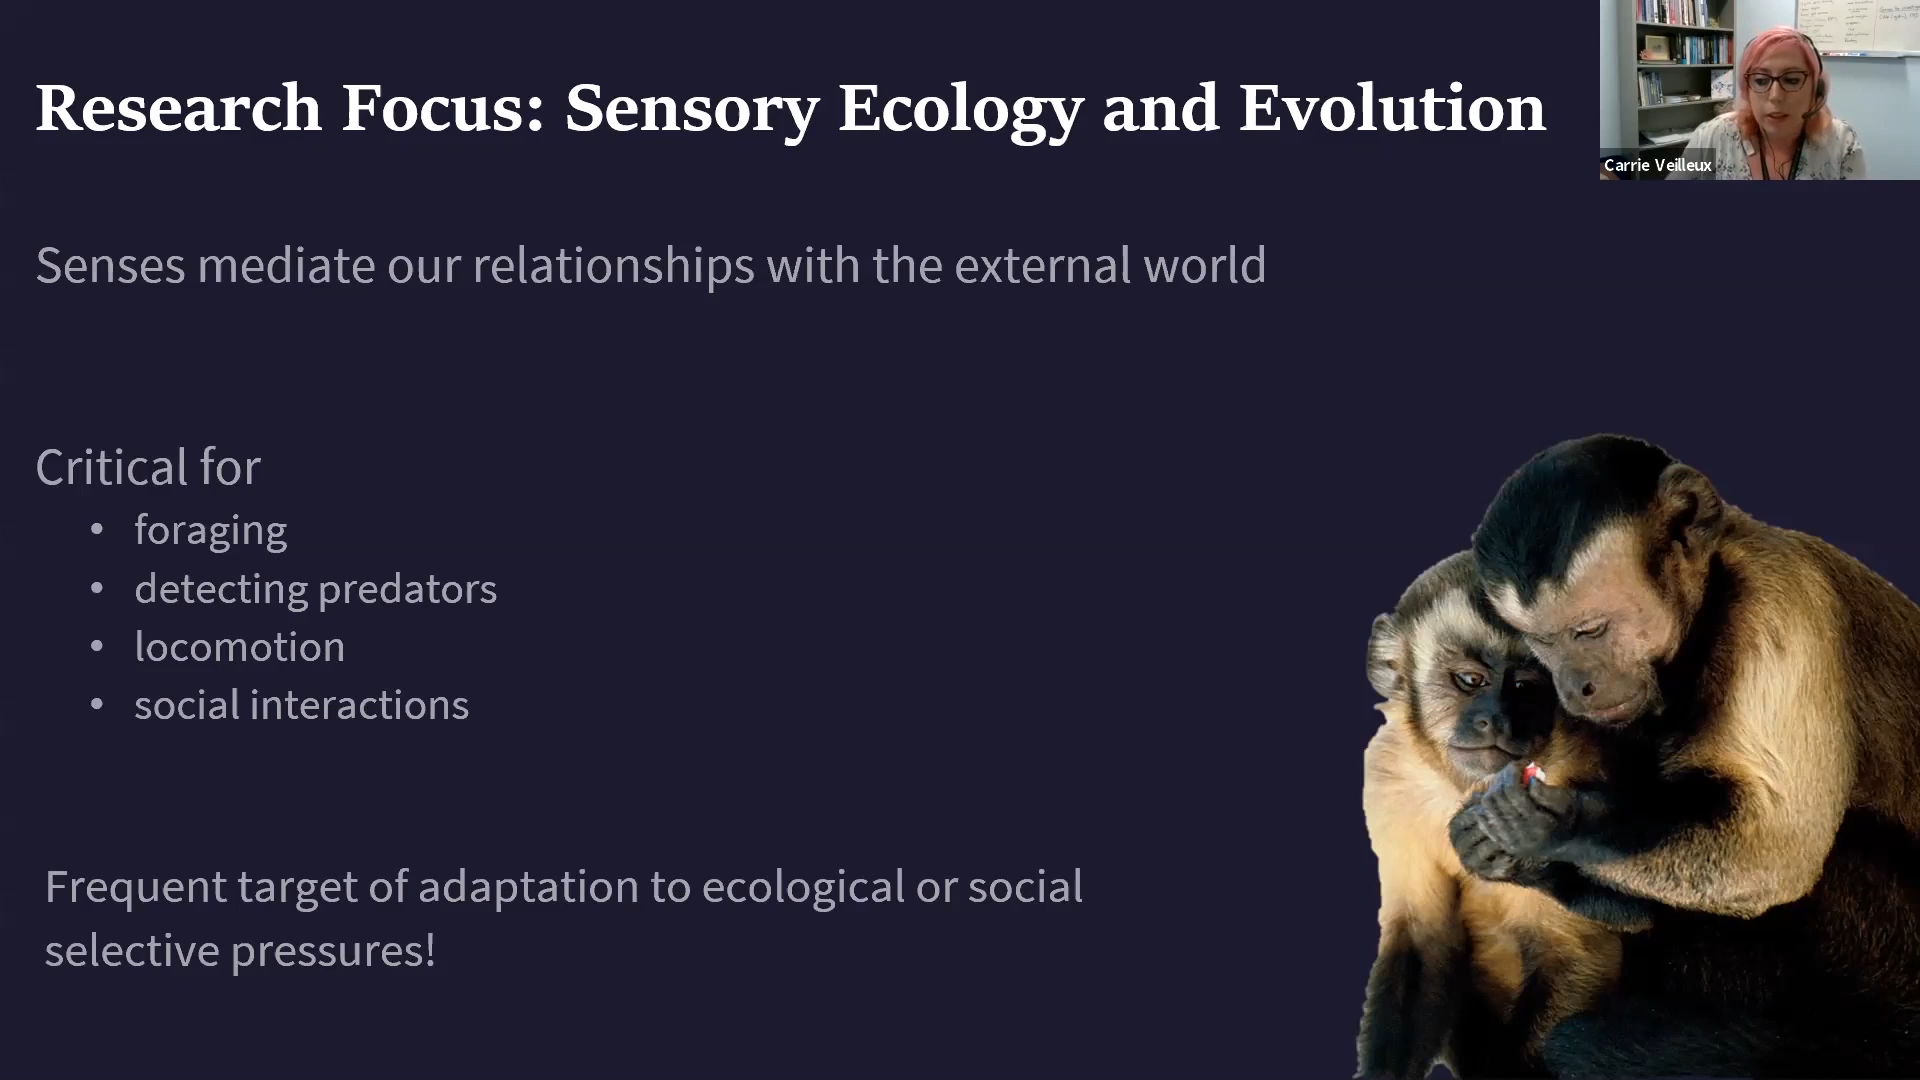 Research Focus: Sensory Ecology and Evolution
Carrie Veilleux
Senses mediate our relationships with the external world
Critical for
• foraging
• detecting predators
• locomotion
• social interactions
Frequent target of adaptation to ecological or social
selective pressures!